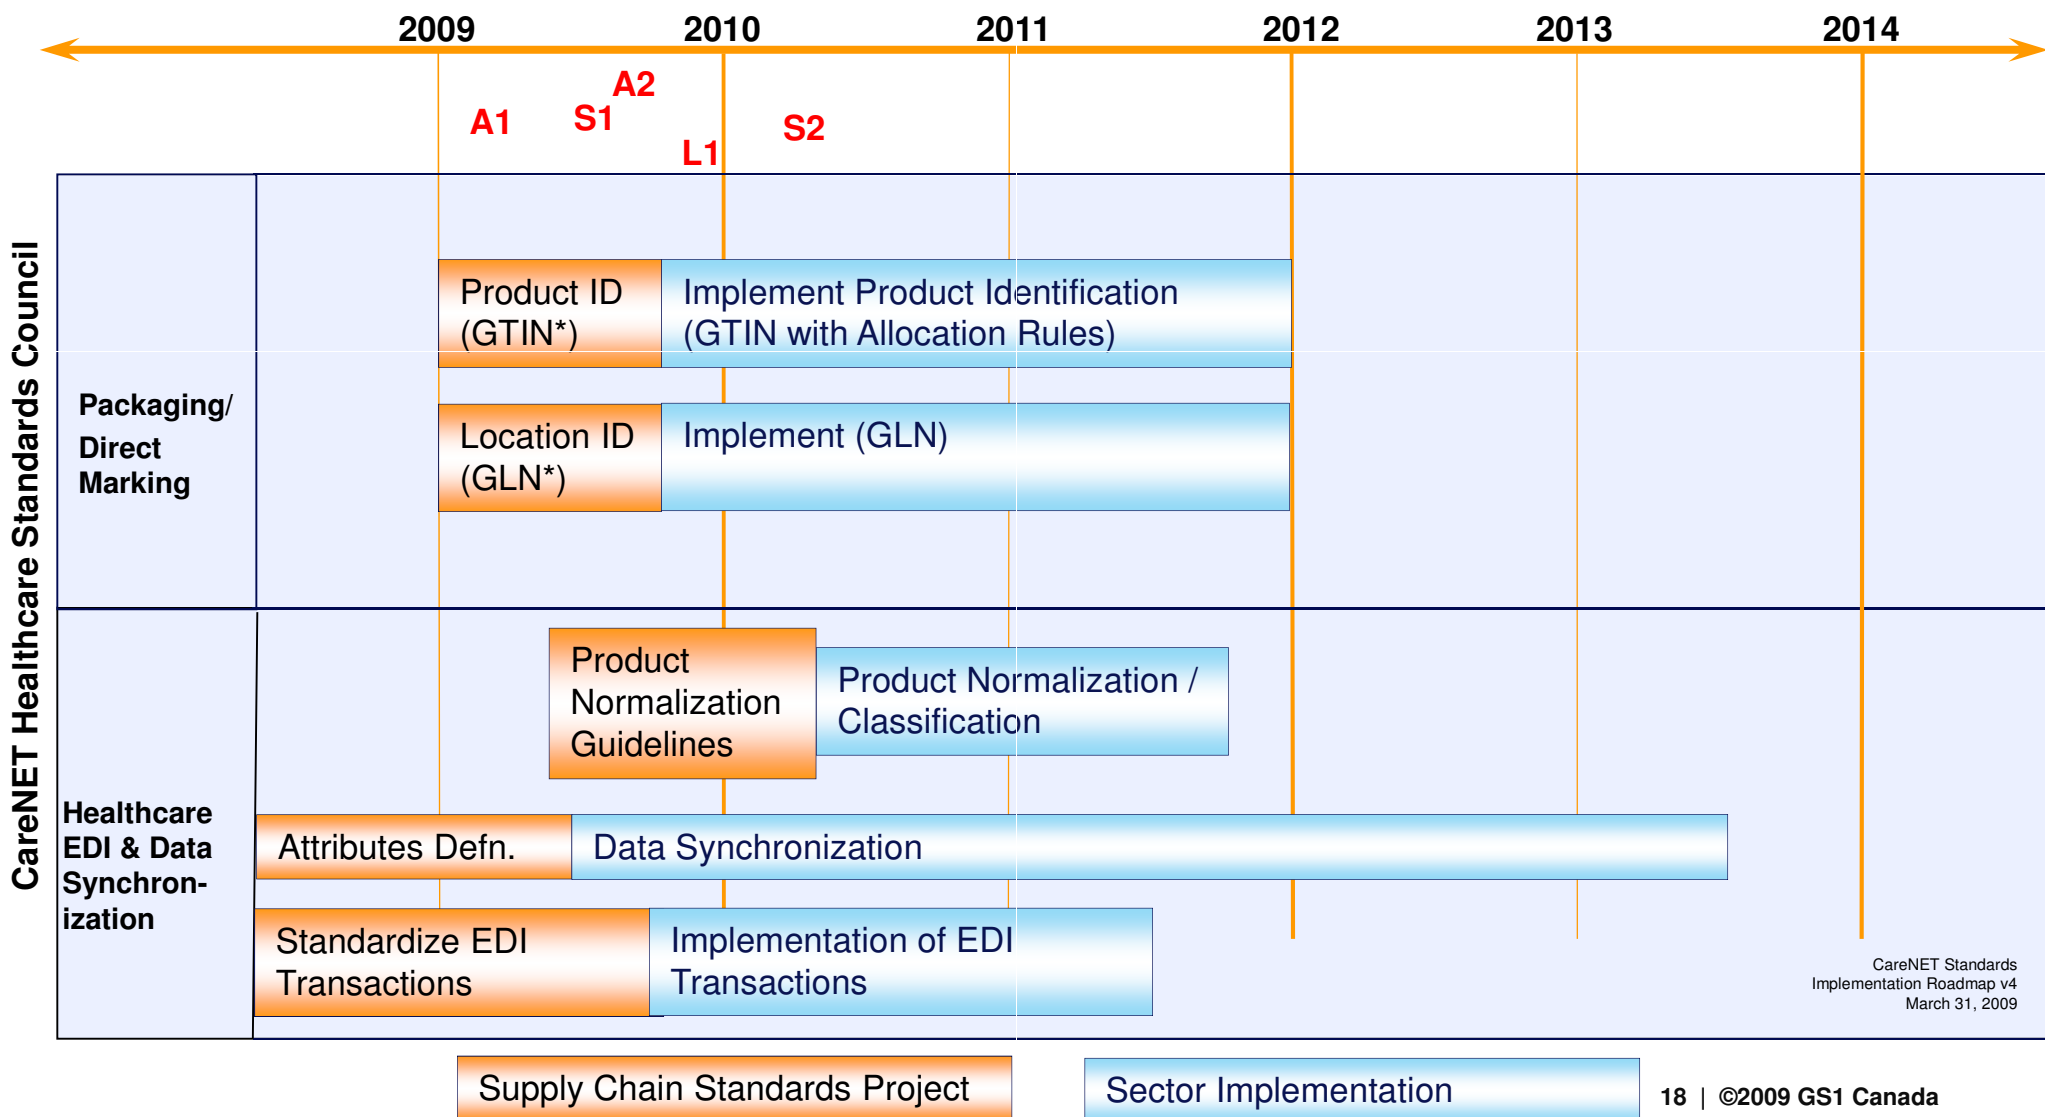 2009 2010 2011 2012 2013 2014
A2
A1 S1 S2
L1
CareNET Healthcare Standards Council
Packaging/
Direct
Marking
Product ID
(GTIN*)
Implement Product Identification
(GTIN with Allocation Rules)
Location ID
(GLN*)
Implement (GLN)
Healthcare
EDI & Data
Synchron-
ization
Product
Normalization
Guidelines
Product Normalization /
Classification
Attributes Defn.
Data Synchronization
Standardize EDI
Transactions
Implementation of EDI
Transactions
CareNET Standards
Implementation Roadmap v4
March 31, 2009
Supply Chain Standards Project
Sector Implementation
18 | ©2009 GS1 Canada